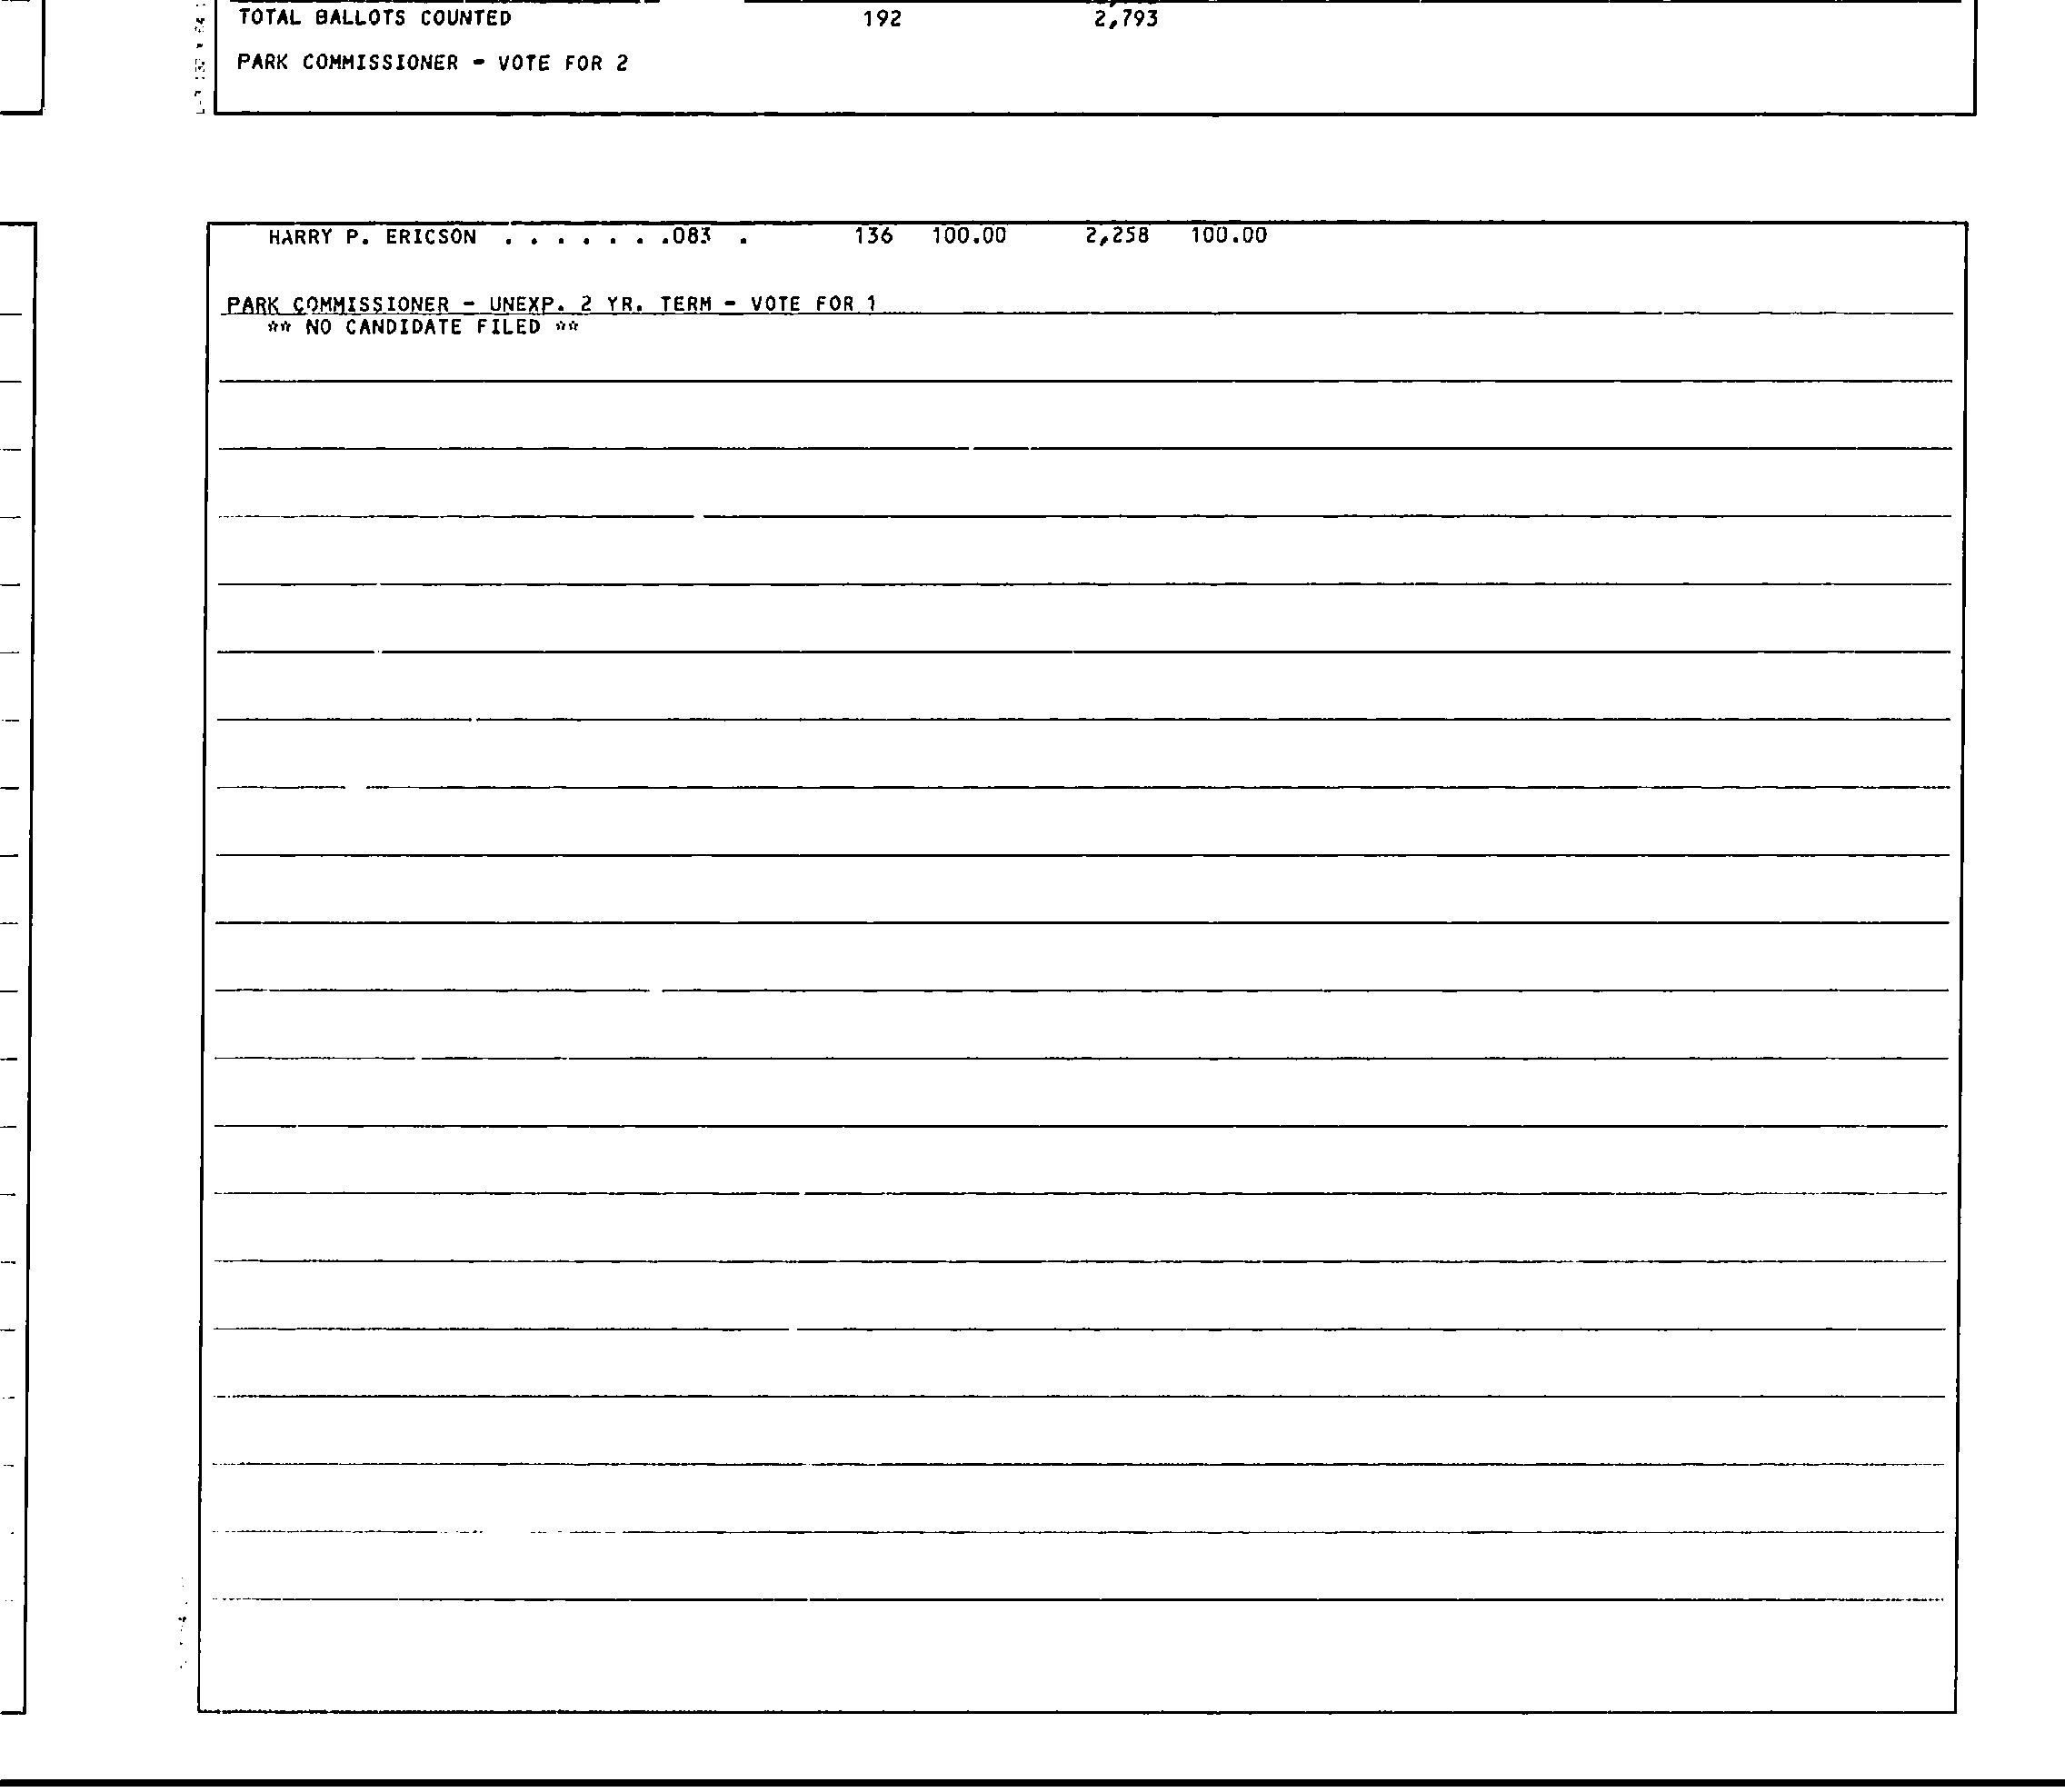 TOTAL BALLOTS COUNTED 192 2,793
PARK COMMISSIONER - VOTE FOR 2
HARRY P. ERICSON . . . . . . .083 . 136 100.00 2,258 100.00
PARK COMMISSIONER - UNEXP. 2 YR. TERM - VOTE FOR 1
** NO CANDIDATE FILED **